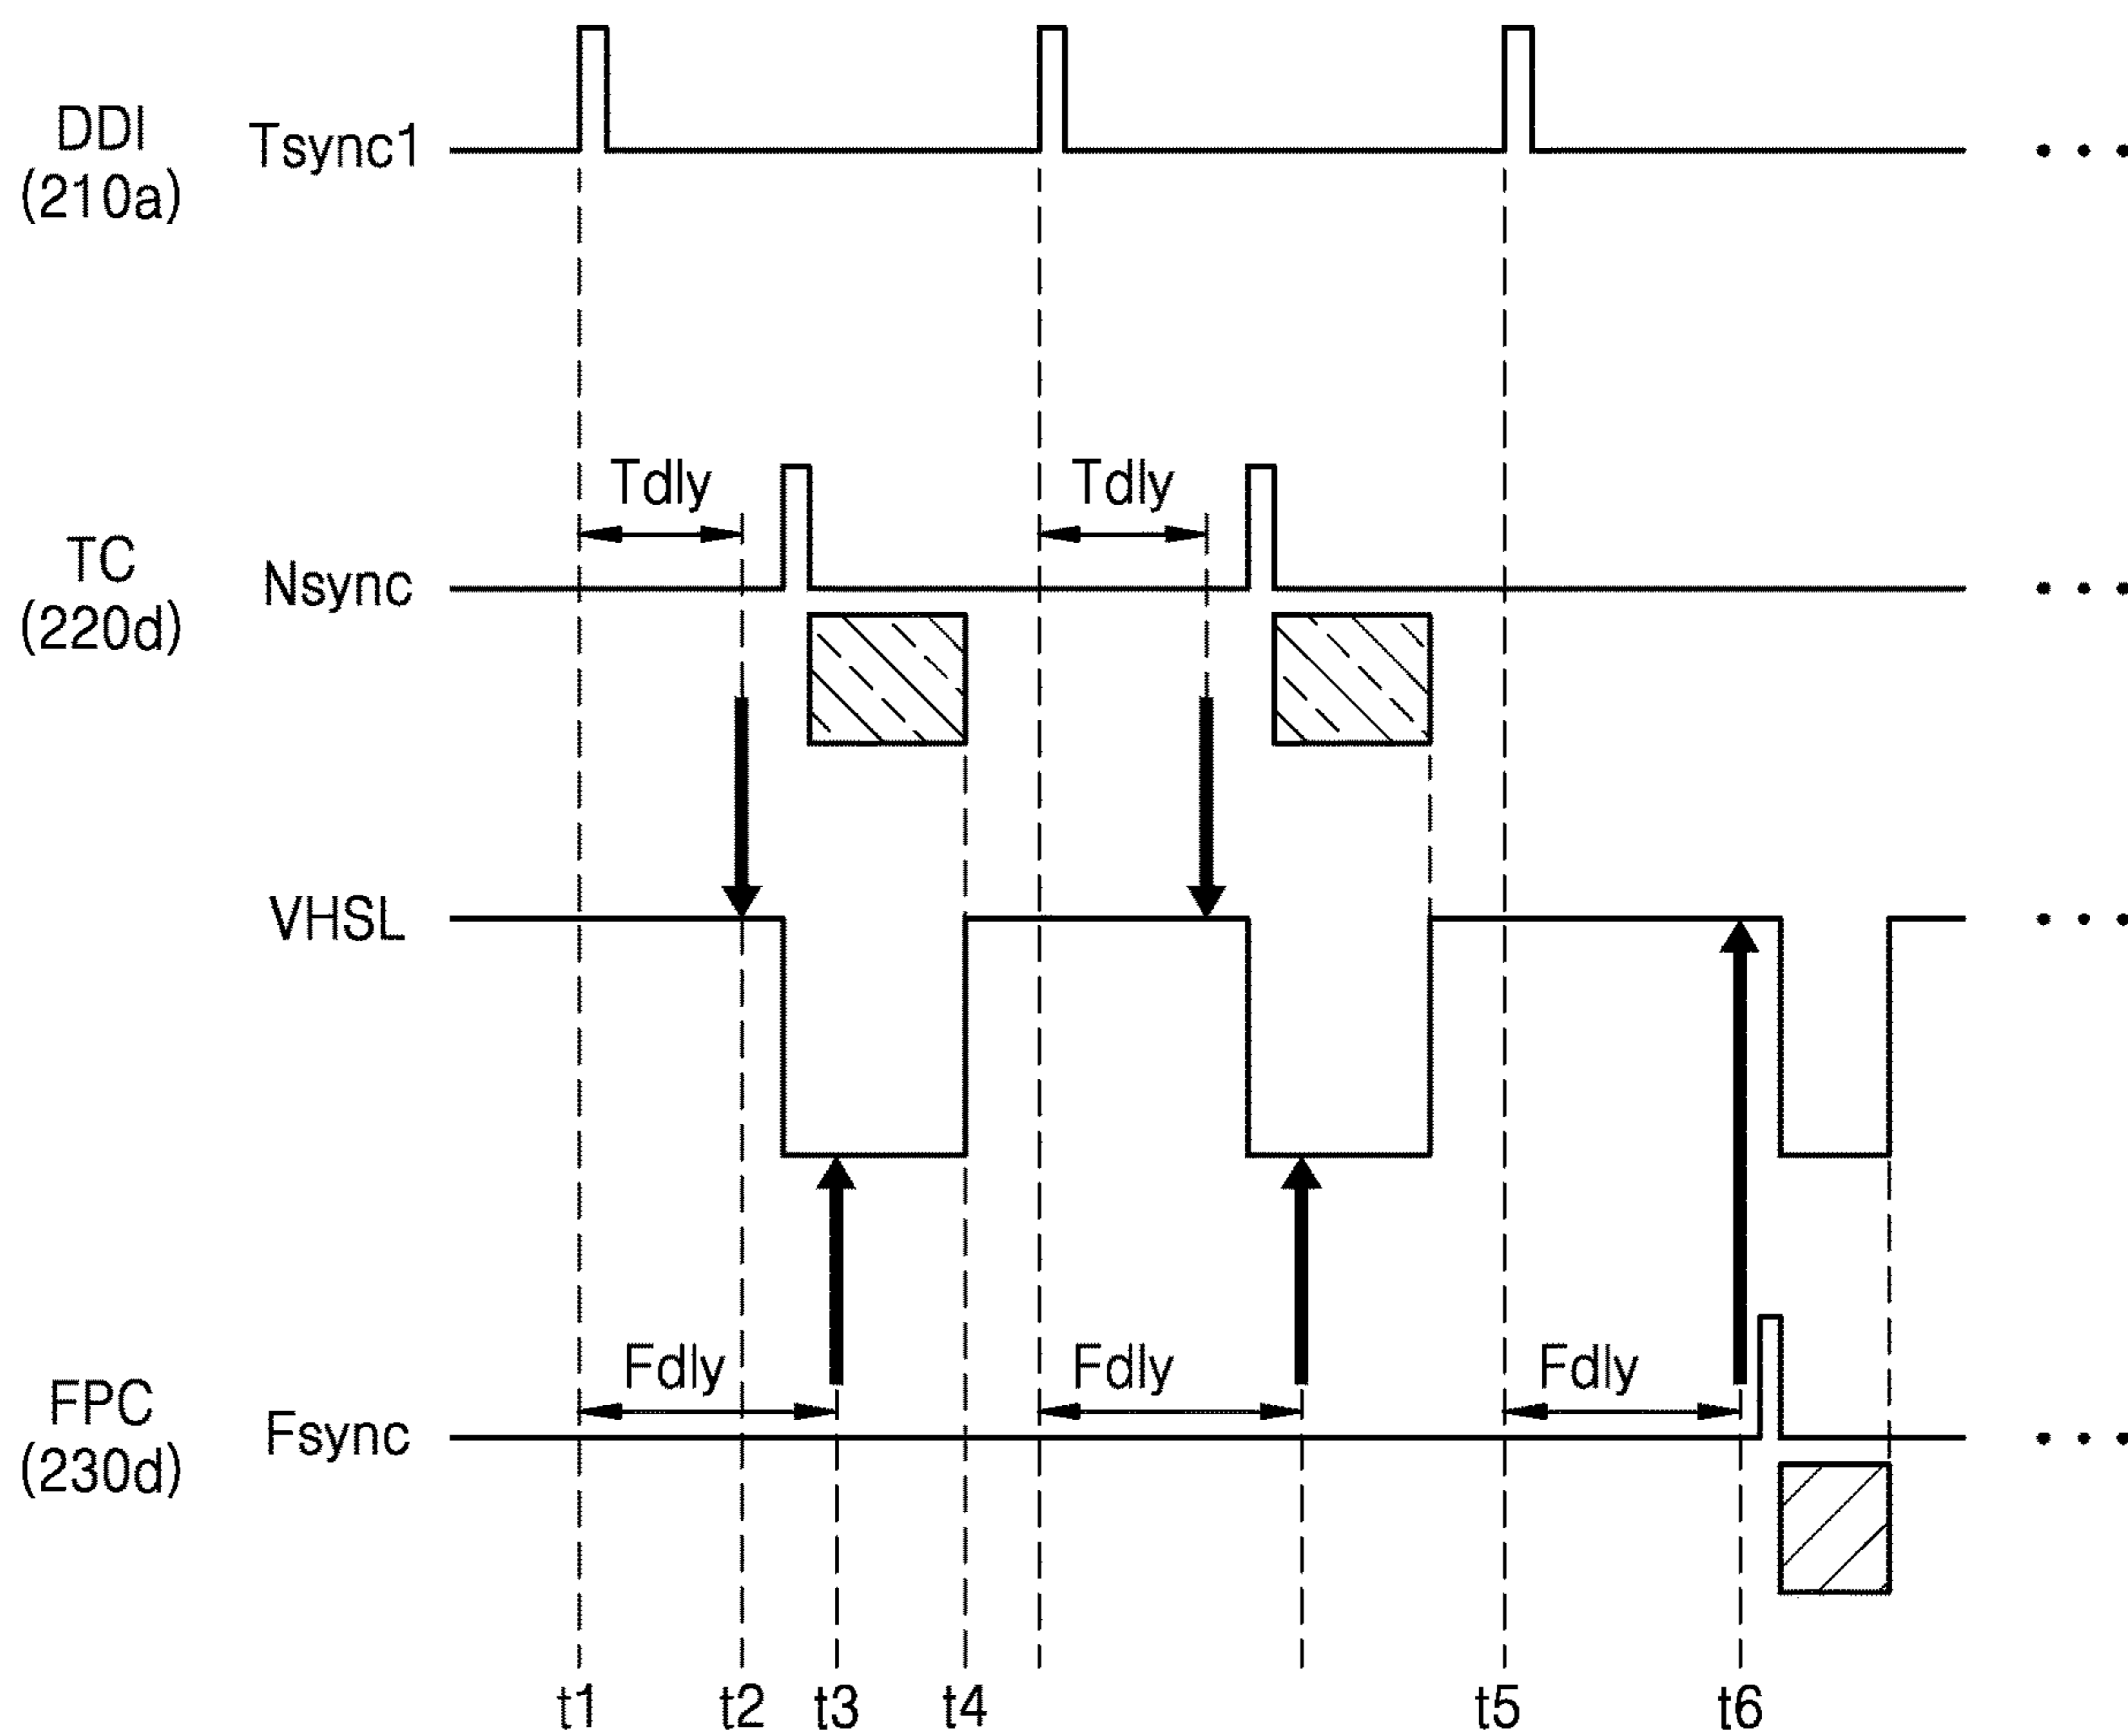 DDI
(210a)
Tsync1
TC
(220d)
Nsync
Tdly
Tdly
VHSL
FPC
(230d)
Fsync
Fdly
Fdly
Fdly
t1 t2 t3 t4 t5 t6